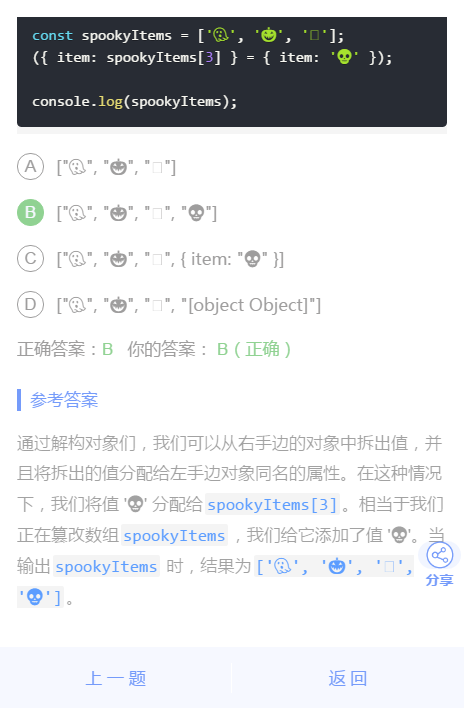 const spookyItems = ['👻', '🎃', '□'];
({ item: spookyItems[3] } = { item: '💀' });
console.log(spookyItems);
A ["👻", "🎃", "□"]
B ["👻", "🎃", "□", "💀"]
C ["👻", "🎃", "□", { item: "💀" }]
D ["👻", "🎃", "□", "[object Object]"]
正确答案：B 你的答案： B（正确）
参考答案
通过解构对象们，我们可以从右手边的对象中拆出值，并
且将拆出的值分配给左手边对象同名的属性。在这种情况
下，我们将值 '💀' 分配给 spookyItems[3] 。相当于我们
正在篡改数组 spookyItems ，我们给它添加了值 '💀'。当
输出 spookyItems 时，结果为 ['👻', '🎃', '□',
'💀'] 。
分享
上一题 返回